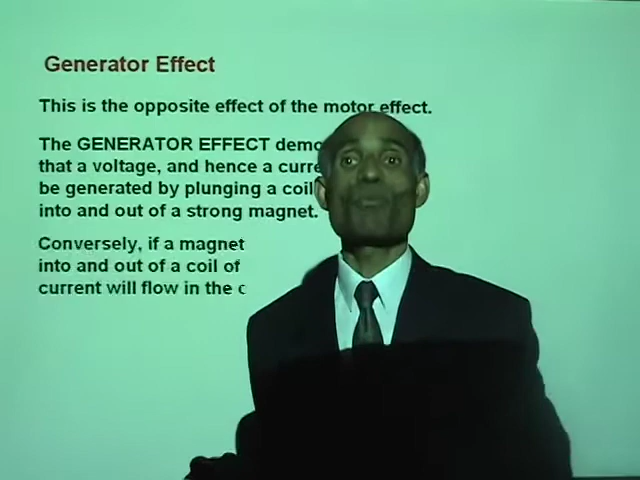 Generator Effect
This is the opposite effect of the motor effect.
The GENERATOR EFFECT demo
that a voltage, and hence a curre
be generated by plunging a coil
into and out of a strong magnet.
Conversely, if a magnet
into and out of a coil of
current will flow in the c